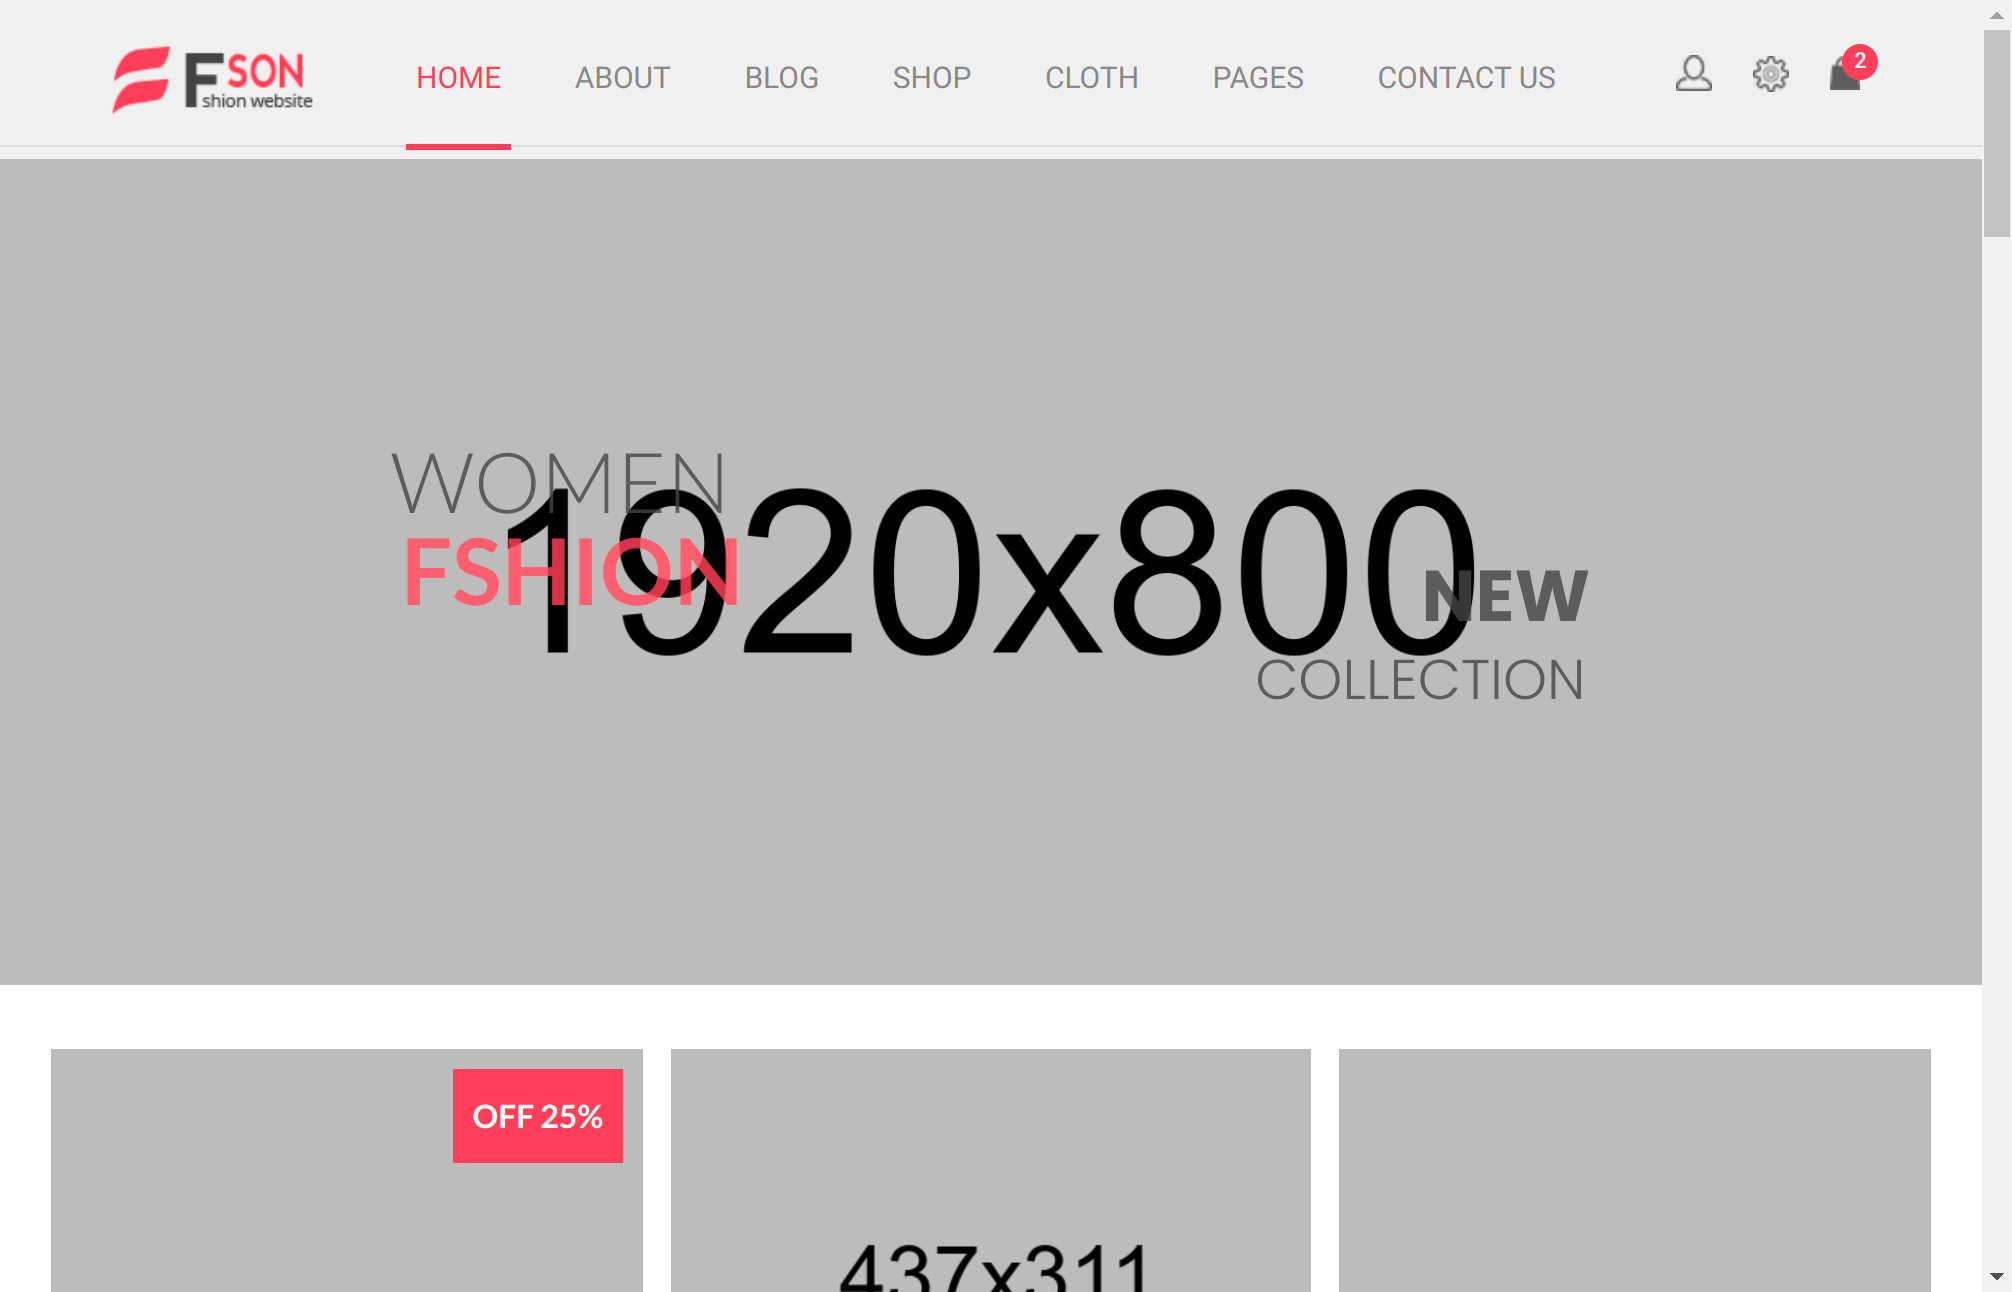 FSON
shion website
HOME
ABOUT
BLOG
SHOP
CLOTH
PAGES
CONTACT US
2
WOMEN
FSHION
1920x800
NEW
COLLECTION
OFF 25%
437x311